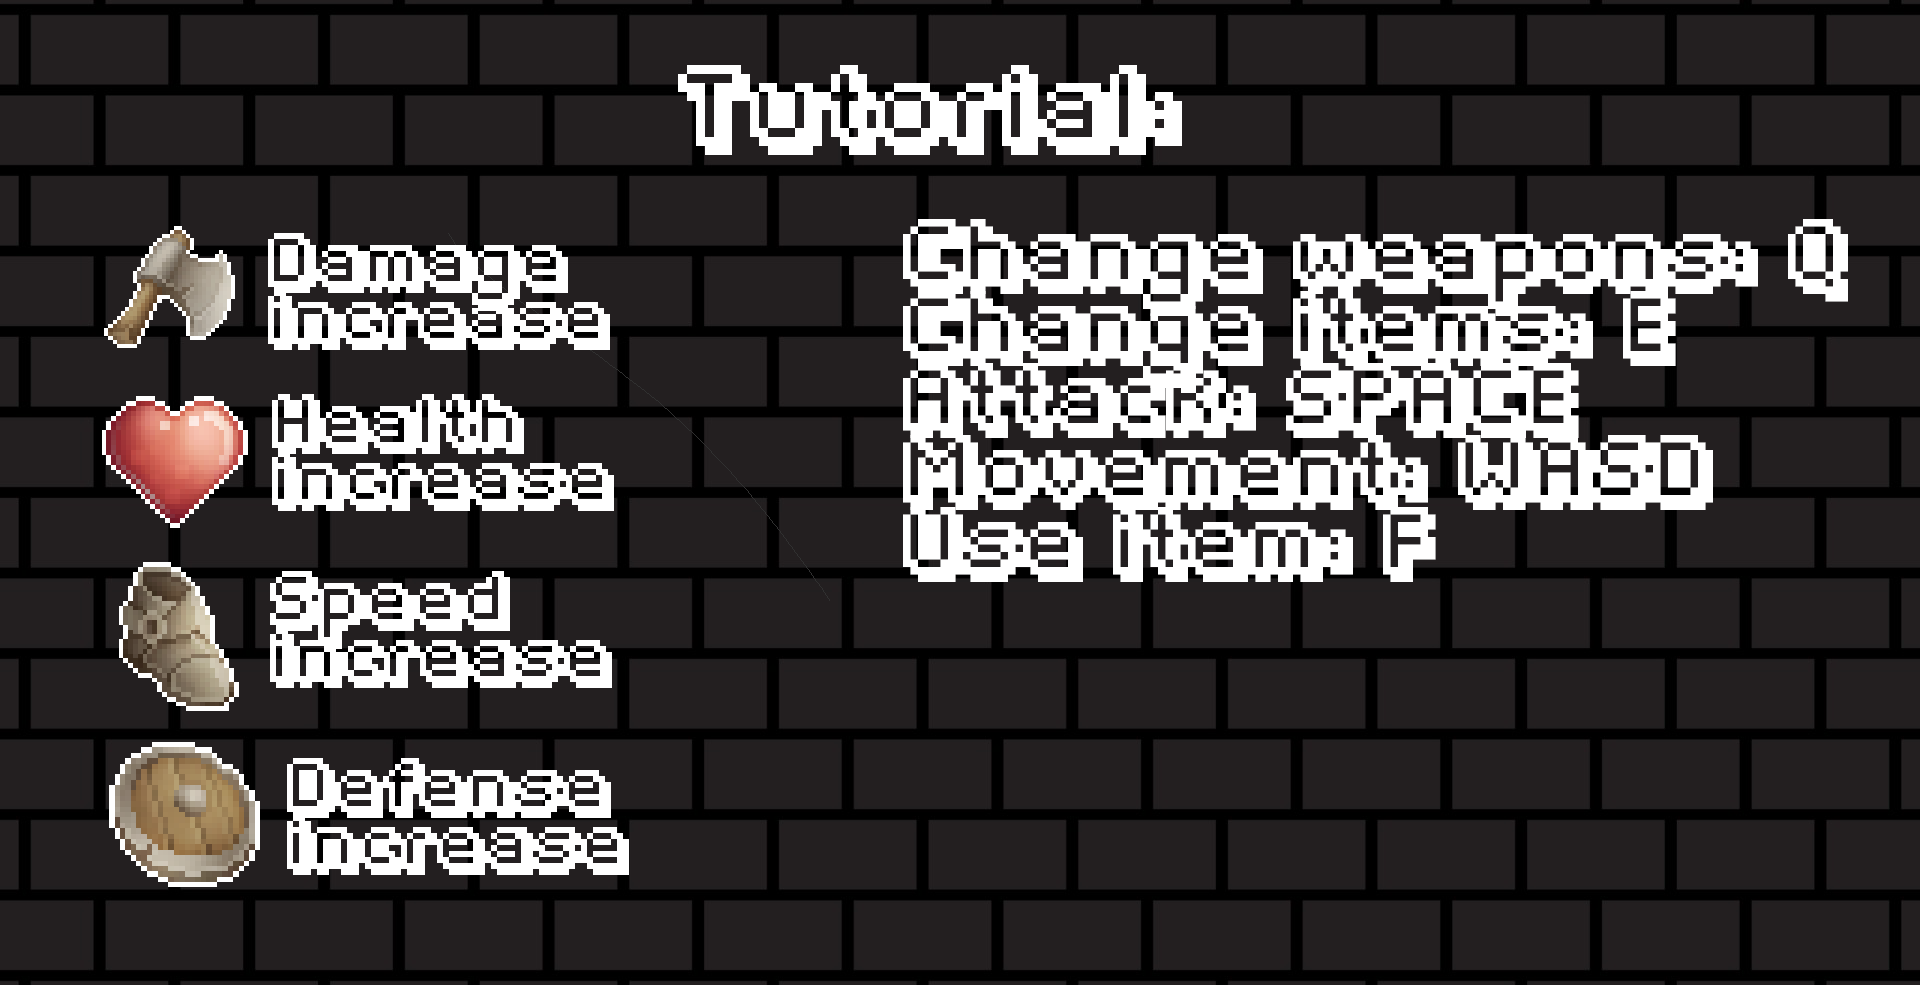 Tutorial:
Damage
increase
Health
increase
Speed
increase
Defense
increase
Change weapons: Q
Change items: E
Attack: SPACE
Movement: WASD
Use item: F